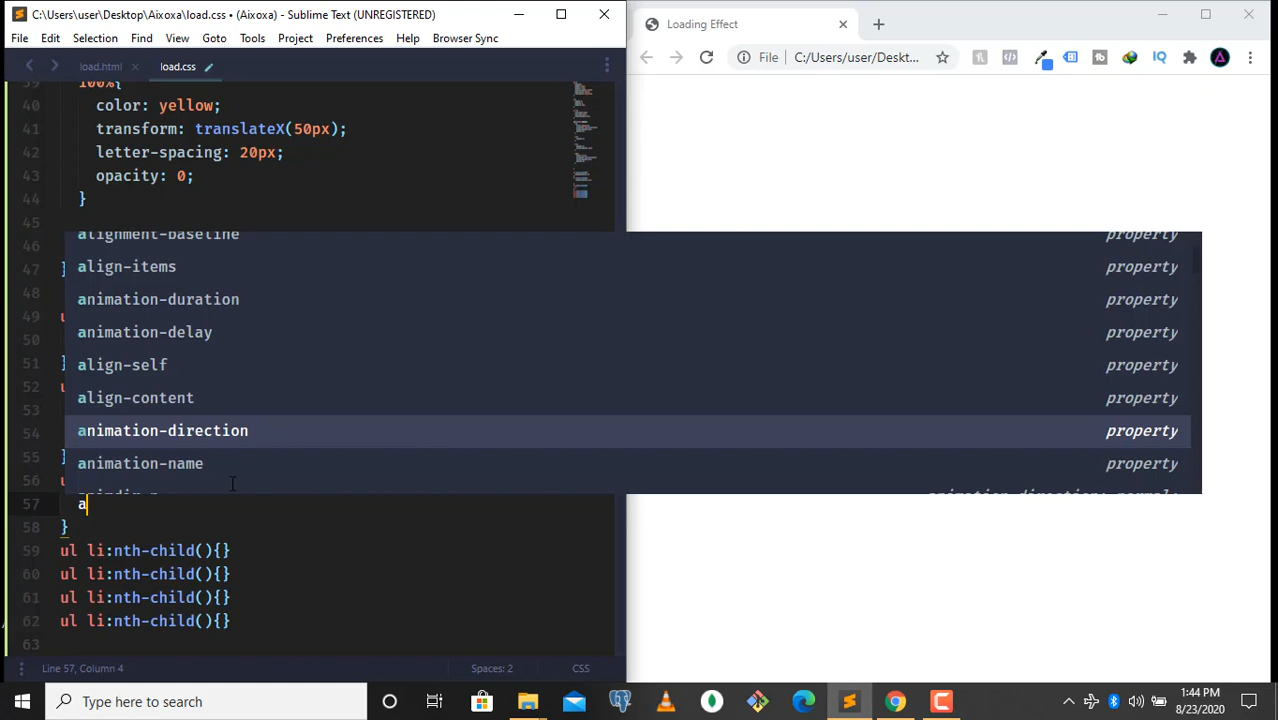 C:\Users\user\Desktop\Aixoxa\load.css • (Aixoxa) - Sublime Text (UNREGISTERED)
File Edit Selection Find View Goto Tools Project Preferences Help Browser Sync
load.html load.css
39 100%{
40 color: yellow;
41 transform: translateX(50px);
42 letter-spacing: 20px;
43 opacity: 0;
44 }
45
46 alignment-baseline property
47 }
align-items property
48
animation-duration property
49 u
animation-delay property
50
51 }
align-self property
52 u
align-content property
53
54 animation-direction property
55 }
animation-name property
56 u
57 a
58 }
59 ul li:nth-child(){}
60 ul li:nth-child(){}
61 ul li:nth-child(){}
62 ul li:nth-child(){}
63
Line 57, Column 4 Spaces: 2 CSS
Loading Effect
File C:/Users/user/Deskt...
Type here to search
1:44 PM
8/23/2020